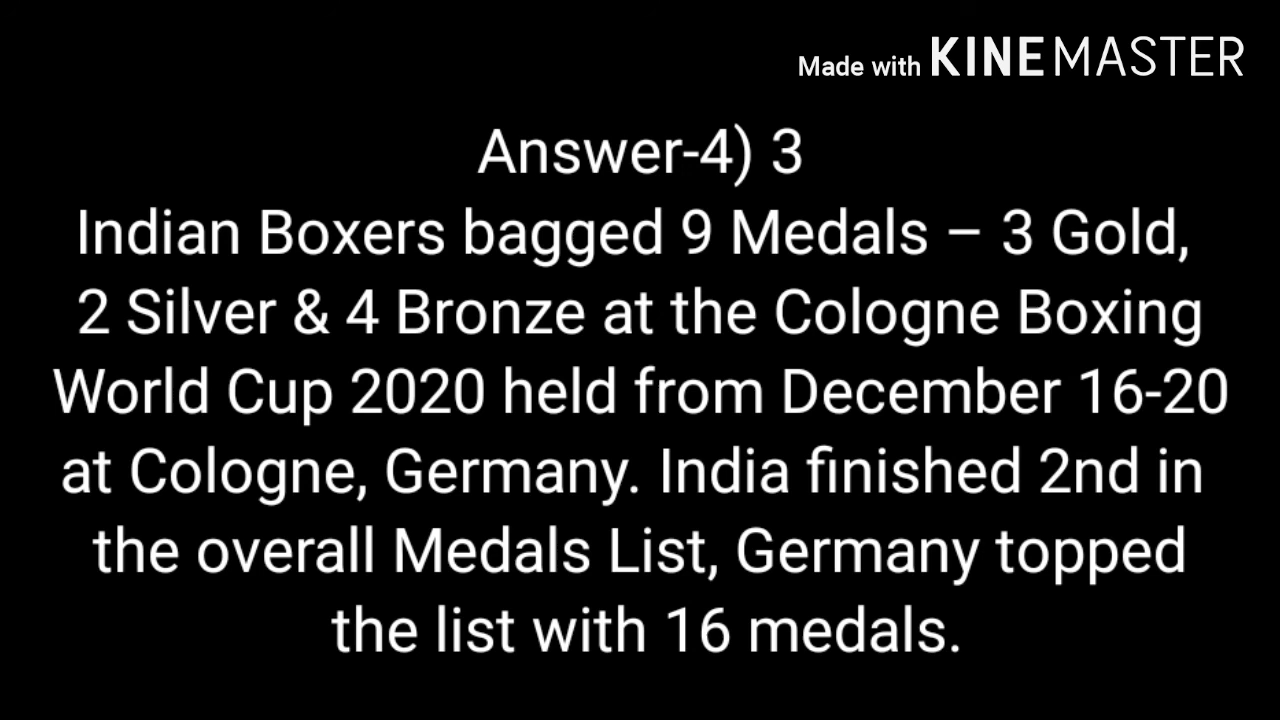 Made with KINEMASTER
Answer-4) 3
Indian Boxers bagged 9 Medals – 3 Gold,
2 Silver & 4 Bronze at the Cologne Boxing
World Cup 2020 held from December 16-20
at Cologne, Germany. India finished 2nd in
the overall Medals List, Germany topped
the list with 16 medals.